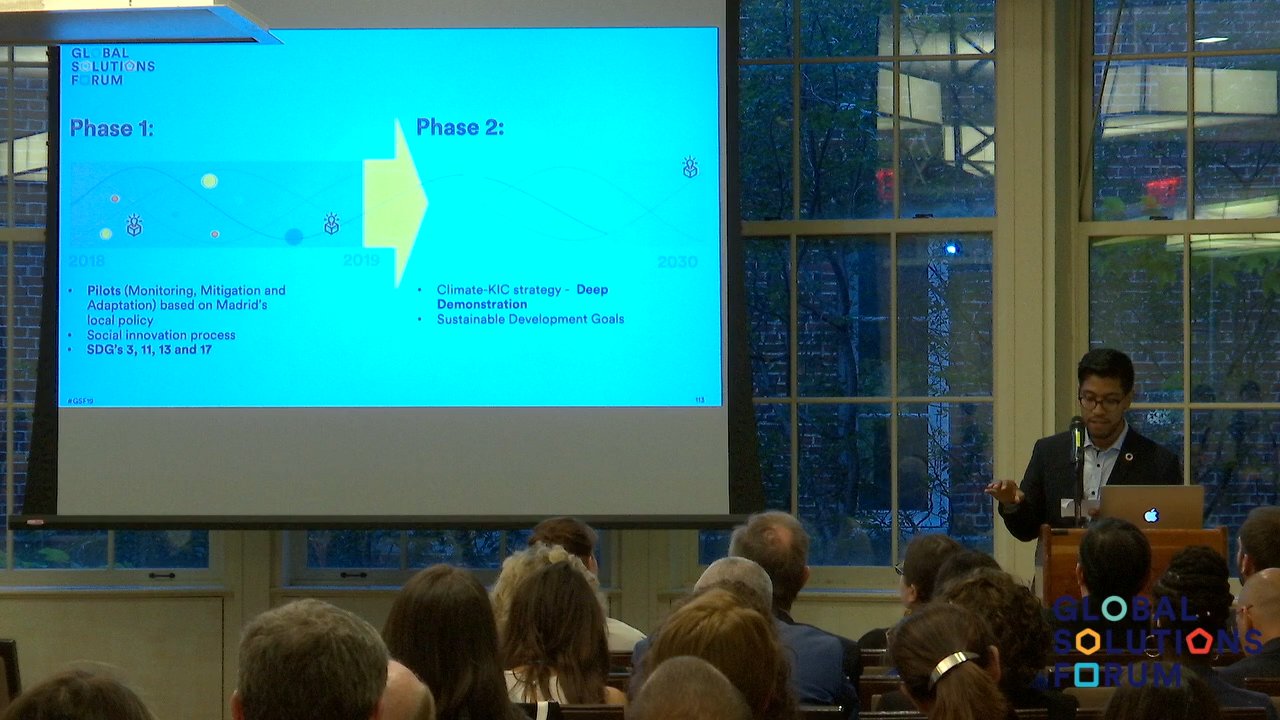 GLOBAL
SOLUTIONS
FORUM
Phase 1:
Phase 2:
2018
2019
2030
• Pilots (Monitoring, Mitigation and
Adaptation) based on Madrid's
local policy
• Social innovation process
• SDG's 3, 11, 13 and 17
• Climate-KIC strategy - Deep
Demonstration
• Sustainable Development Goals
#GSF19
113
GLOBAL
SOLUTIONS
FORUM